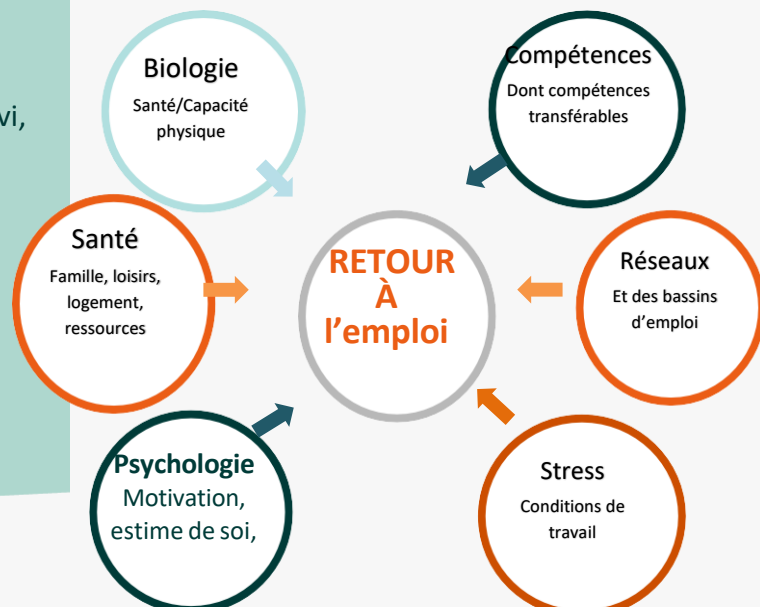 vi,
Biologie
Santé/Capacité
physique
Compétences
Dont compétences
transférables
Santé
Famille, loisirs,
logement,
ressources
RETOUR
À
l’emploi
Réseaux
Et des bassins
d’emploi
Psychologie
Motivation,
estime de soi,
Stress
Conditions de
travail